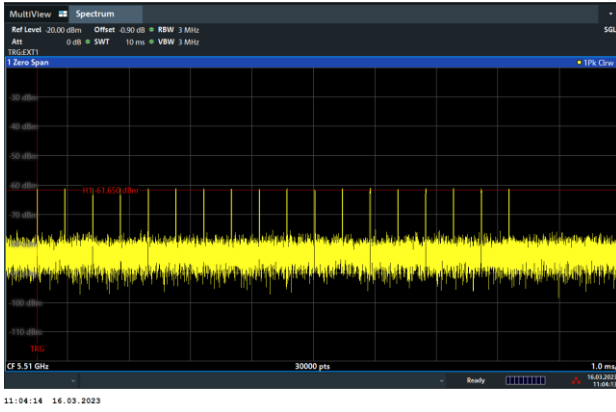 MultiView Spectrum
Ref Level -20.00 dBm Offset -0.90 dB RBW 3 MHz SGL
Att 0 dB SWT 10 ms VBW 3 MHz
TRG:EXT1
1 Zero Span 1Pk Clrw
-30 dBm
-40 dBm
-50 dBm
-60 dBm
H1 -61.650 dBm
-70 dBm
-100 dBm
-110 dBm
TRG
CF 5.51 GHz 30000 pts 1.0 ms/
Ready 16.03.2023
11:04:13
11:04:14 16.03.2023